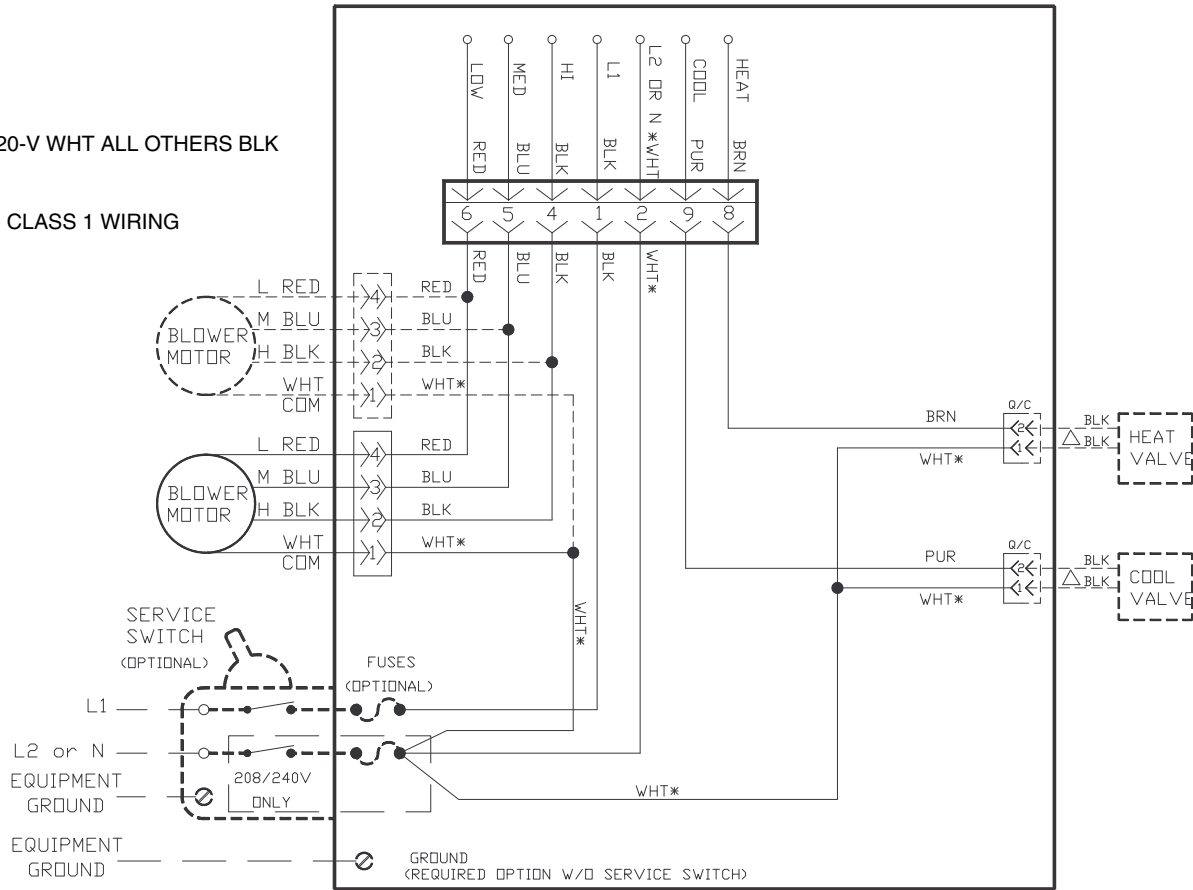 LOW
MED
HI
L1
L2 OR N
COOL
HEAT
20-V WHT ALL OTHERS BLK
RED
BLU
BLK
BLK
*WHT
PUR
BRN
CLASS 1 WIRING
6 5 4 1 2 9 8
RED
BLU
BLK
BLK
WHT*
L RED 4 RED
M BLU 3 BLU
BLOWER
MOTOR
H BLK 2 BLK
WHT 1 WHT*
COM
L RED 4 RED
M BLU 3 BLU
BLOWER
MOTOR
H BLK 2 BLK
WHT 1 WHT*
COM
Q/C
BRN 2 BLK
WHT* 1 BLK
HEAT
VALVE
Q/C
PUR 2 BLK
WHT* 1 BLK
COOL
VALVE
WHT*
SERVICE
SWITCH
(OPTIONAL)
FUSES
(OPTIONAL)
L1
L2 or N
EQUIPMENT
GROUND
208/240V
ONLY
WHT*
EQUIPMENT
GROUND
GROUND
(REQUIRED OPTION W/O SERVICE SWITCH)